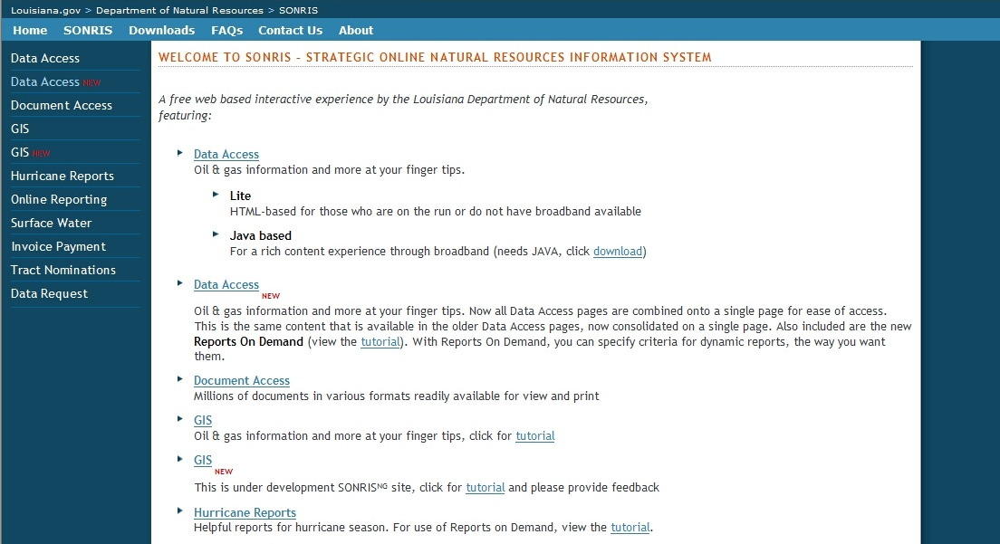 Louisiana.gov > Department of Natural Resources > SONRIS
Home SONRIS Downloads FAQs Contact Us About
Data Access
Data Access NEW
Document Access
GIS
GIS NEW
Hurricane Reports
Online Reporting
Surface Water
Invoice Payment
Tract Nominations
Data Request
WELCOME TO SONRIS - STRATEGIC ONLINE NATURAL RESOURCES INFORMATION SYSTEM
A free web based interactive experience by the Louisiana Department of Natural Resources,
featuring:
Data Access
Oil & gas information and more at your finger tips.
Lite
HTML-based for those who are on the run or do not have broadband available
Java based
For a rich content experience through broadband (needs JAVA, click download)
Data Access
NEW
Oil & gas information and more at your finger tips. Now all Data Access pages are combined onto a single page for ease of access.
This is the same content that is available in the older Data Access pages, now consolidated on a single page. Also included are the new
Reports On Demand (view the tutorial). With Reports On Demand, you can specify criteria for dynamic reports, the way you want
them.
Document Access
Millions of documents in various formats readily available for view and print
GIS
Oil & gas information and more at your finger tips, click for tutorial
GIS
NEW
This is under development SONRISᴺᴳ site, click for tutorial and please provide feedback
Hurricane Reports
Helpful reports for hurricane season. For use of Reports on Demand, view the tutorial.